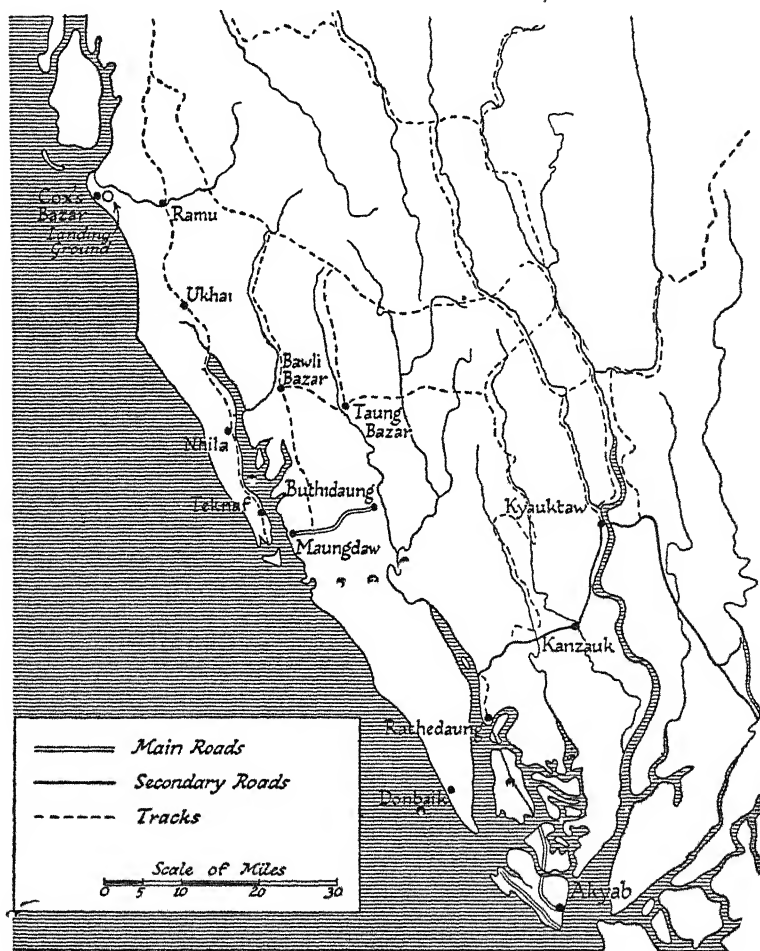 Cox's
Bazar
Landing
Ground
Ramu
Ukhai
Bawli
Bazar
Taung
Bazar
Nhila
Buthidaung
Teknaf
Kyauktaw
Maungdaw
Kanzauk
Rathedaung
Donbaik
Akyab
Main Roads
Secondary Roads
Tracks
Scale of Miles
0 5 10 20 30